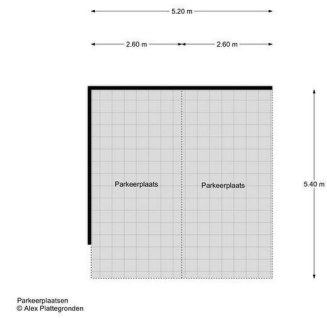 5.20 m
2.60 m 2.60 m
Parkeerplaats Parkeerplaats
5.40 m
Parkeerplaatsen
© Alex Plattegronden